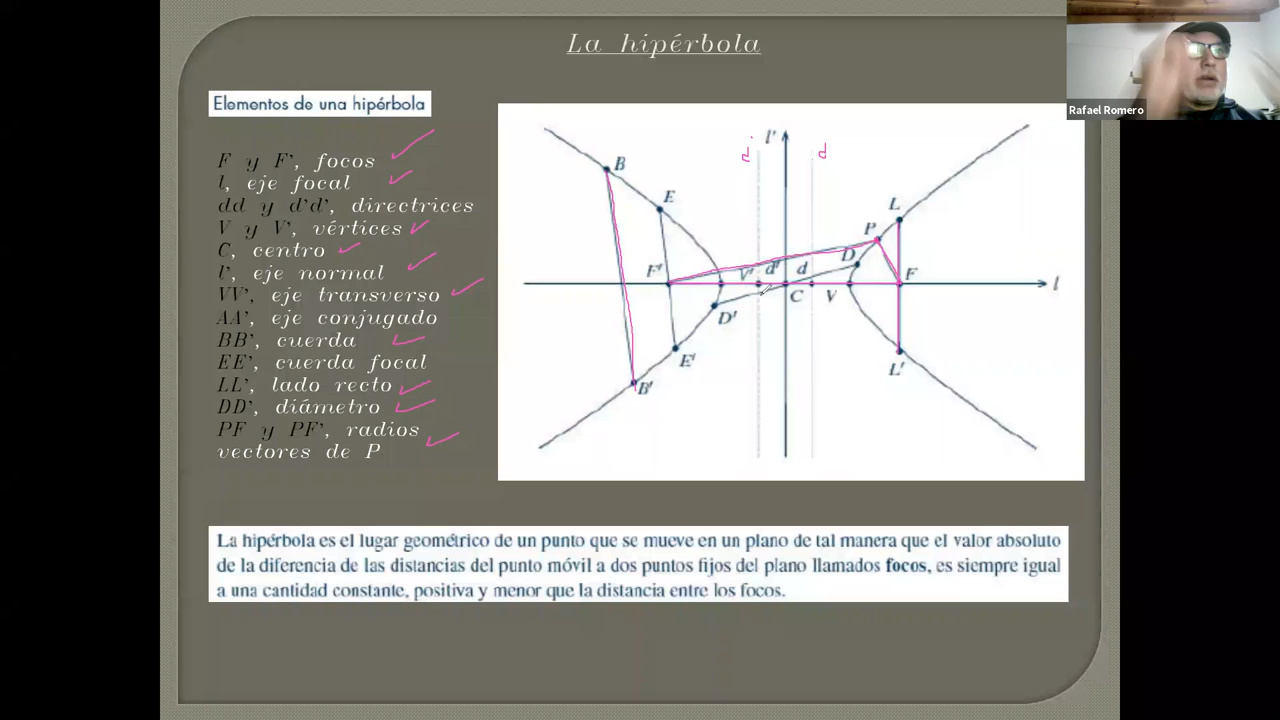 La hipérbola
Rafael Romero
Elementos de una hipérbola
F y F', focos
l, eje focal
dd y d'd', directrices
V y V', vértices
C, centro
l', eje normal
VV', eje transverso
AA', eje conjugado
BB', cuerda
EE', cuerda focal
LL', lado recto
DD', diámetro
PF y PF', radios
vectores de P
l'
B
E
L
P
D
F'
V'
d'
d
F
l
C
V
D'
E'
L'
B'
La hipérbola es el lugar geométrico de un punto que se mueve en un plano de tal manera que el valor absoluto
de la diferencia de las distancias del punto móvil a dos puntos fijos del plano llamados focos, es siempre igual
a una cantidad constante, positiva y menor que la distancia entre los focos.